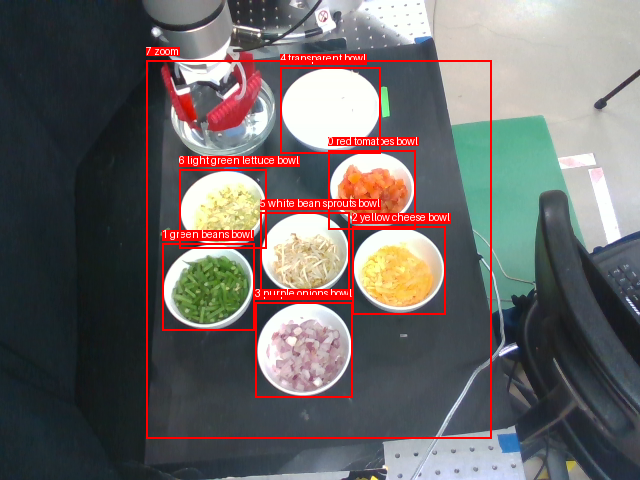 7 zoom
4 transparent bowl
0 red tomatoes bowl
6 light green lettuce bowl
5 white bean sprouts bowl
2 yellow cheese bowl
1 green beans bowl
3 purple onions bowl